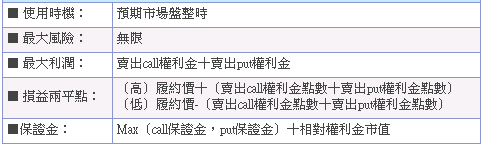 ■ 使用時機： 預期市場盤整時
■ 最大風險： 無限
■ 最大利潤： 賣出call權利金十賣出put權利金
■ 損益兩平點： （高）履約價十（賣出call權利金點數十賣出put權利金點數）
（低）履約價-（賣出call權利金點數十賣出put權利金點數）
■保證金： Max（call保證金，put保證金）十相對權利金市值